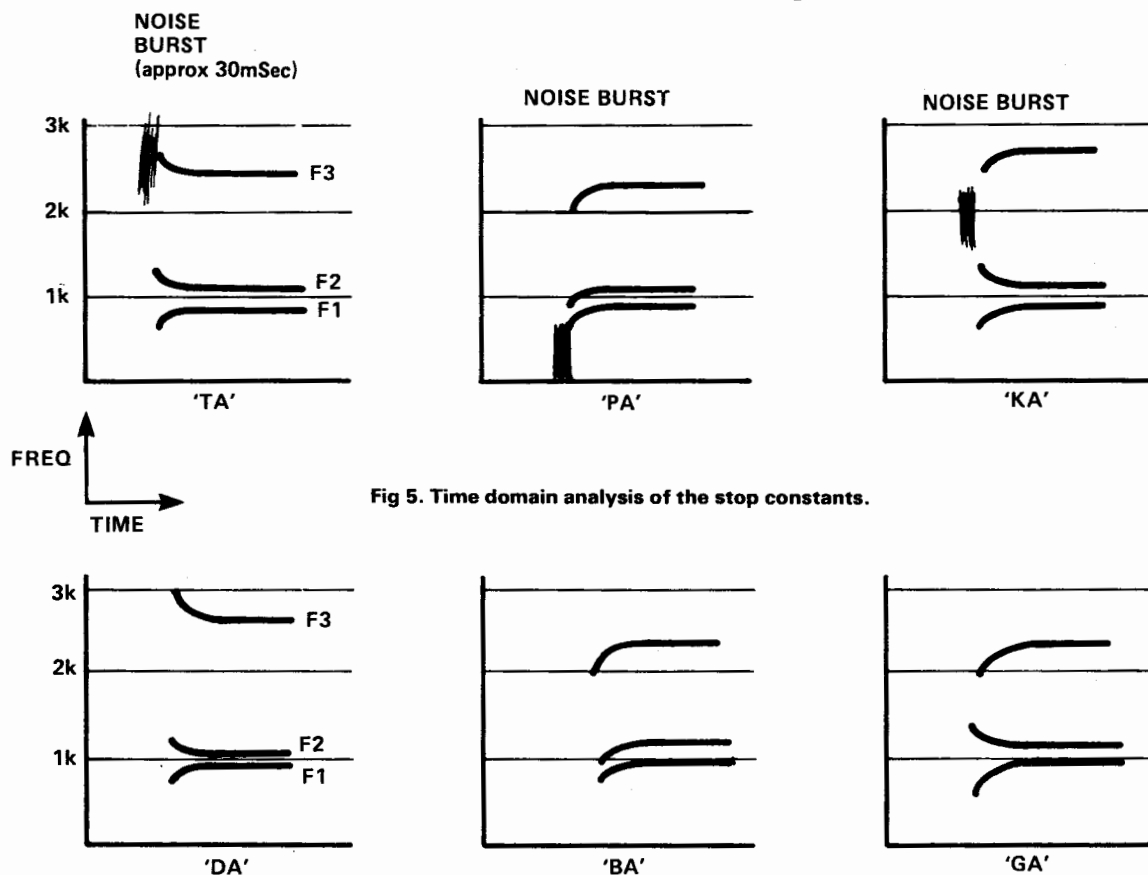 NOISE
BURST
(approx 30mSec)
NOISE BURST
NOISE BURST
3k
2k
1k
F3
F2
F1
'TA'
'PA'
'KA'
FREQ
TIME
Fig 5. Time domain analysis of the stop constants.
3k
2k
1k
F3
F2
F1
'DA'
'BA'
'GA'